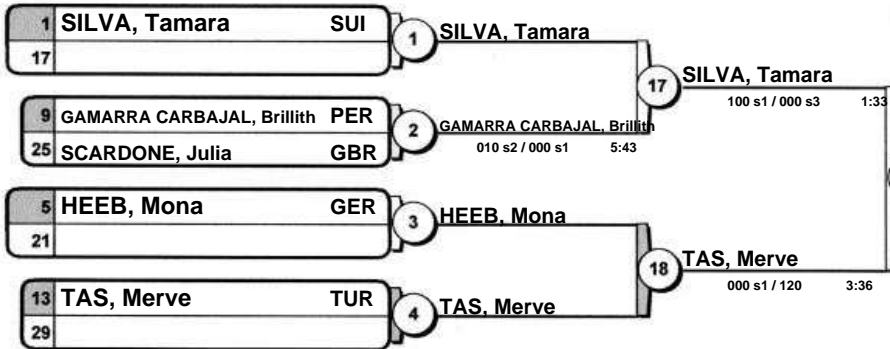 1 SILVA, Tamara SUI
17
1 SILVA, Tamara
9 GAMARRA CARBAJAL, Brillith PER
25 SCARDONE, Julia GBR
2 GAMARRA CARBAJAL, Brillith
010 s2 / 000 s1 5:43
17 SILVA, Tamara
100 s1 / 000 s3 1:33
5 HEEB, Mona GER
21
3 HEEB, Mona
13 TAS, Merve TUR
29
4 TAS, Merve
18 TAS, Merve
000 s1 / 120 3:36